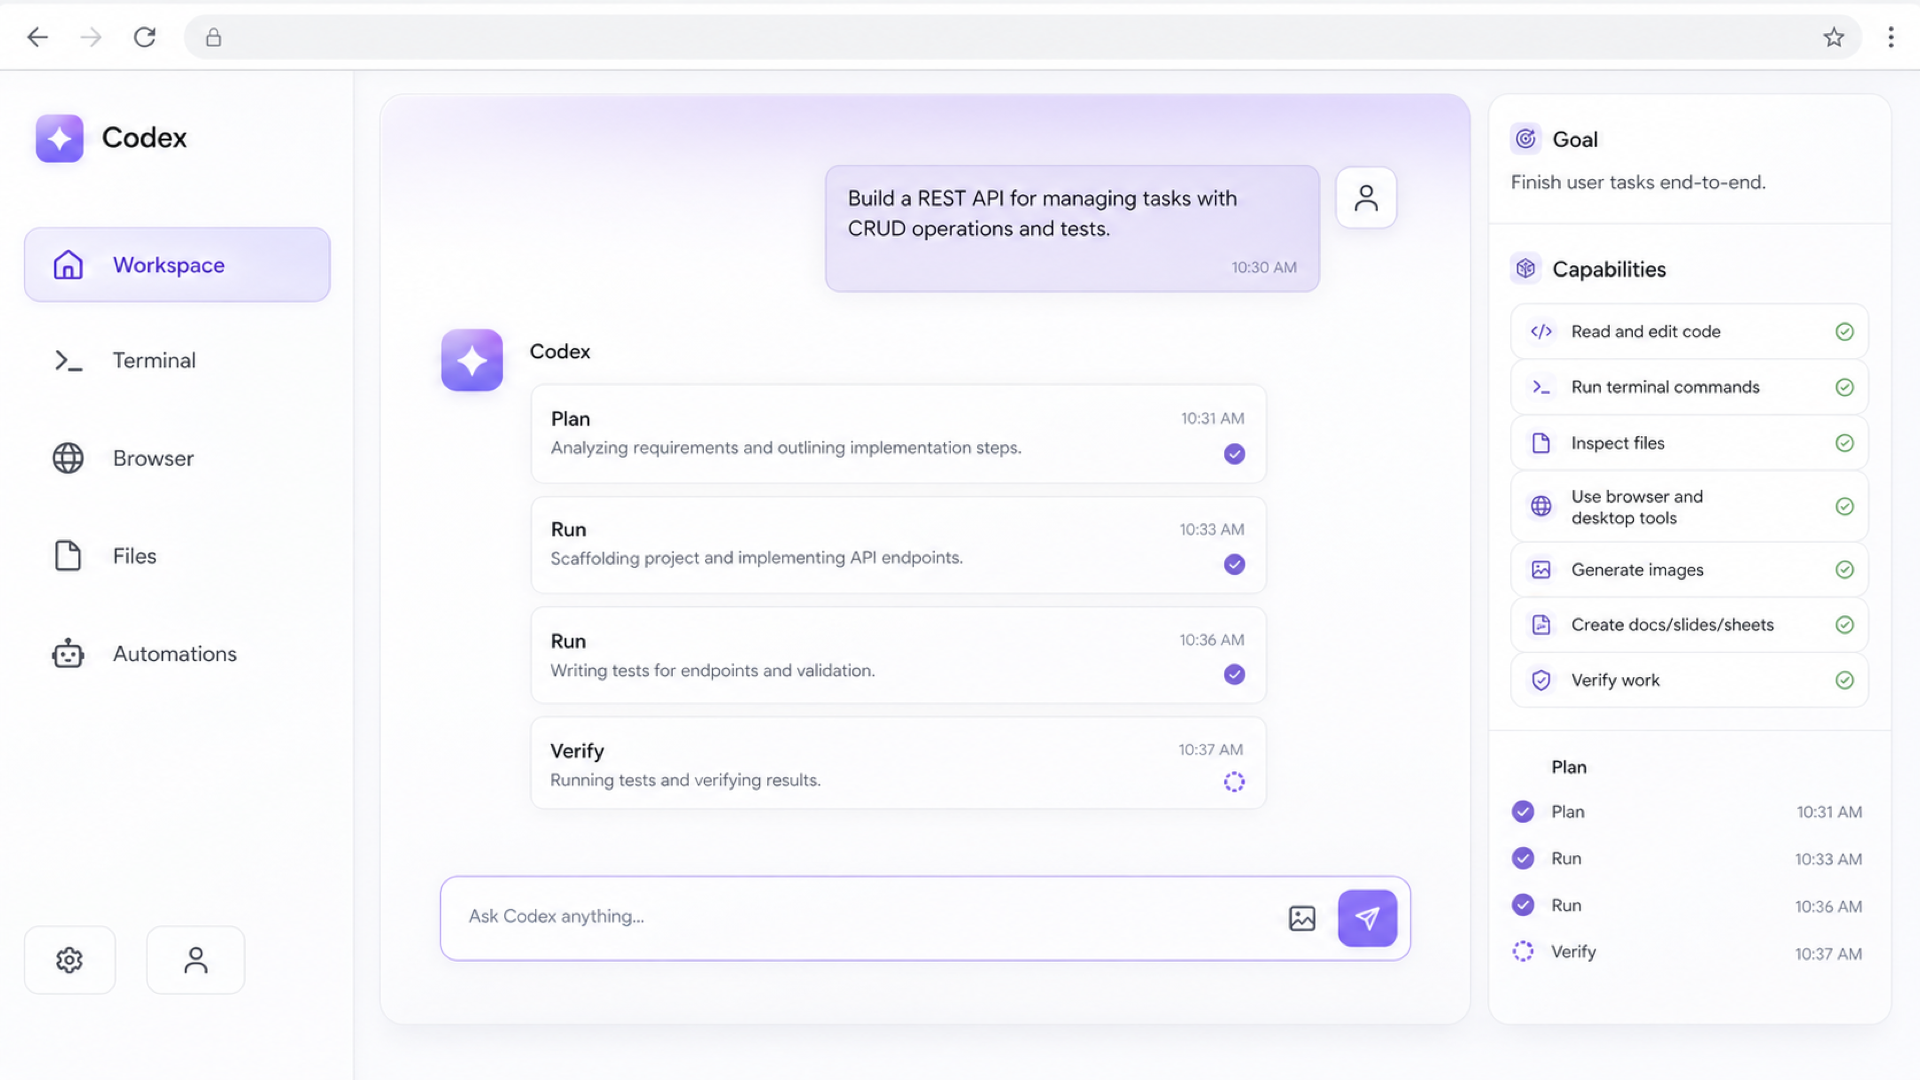 Codex
Workspace
Terminal
Browser
Files
Automations
Build a REST API for managing tasks with
CRUD operations and tests.
10:30 AM
Codex
Plan
10:31 AM
Analyzing requirements and outlining implementation steps.
Run
10:33 AM
Scaffolding project and implementing API endpoints.
Run
10:36 AM
Writing tests for endpoints and validation.
Verify
10:37 AM
Running tests and verifying results.
Ask Codex anything...
Goal
Finish user tasks end-to-end.
Capabilities
Read and edit code
Run terminal commands
Inspect files
Use browser and
desktop tools
Generate images
Create docs/slides/sheets
Verify work
Plan
Plan 10:31 AM
Run 10:33 AM
Run 10:36 AM
Verify 10:37 AM